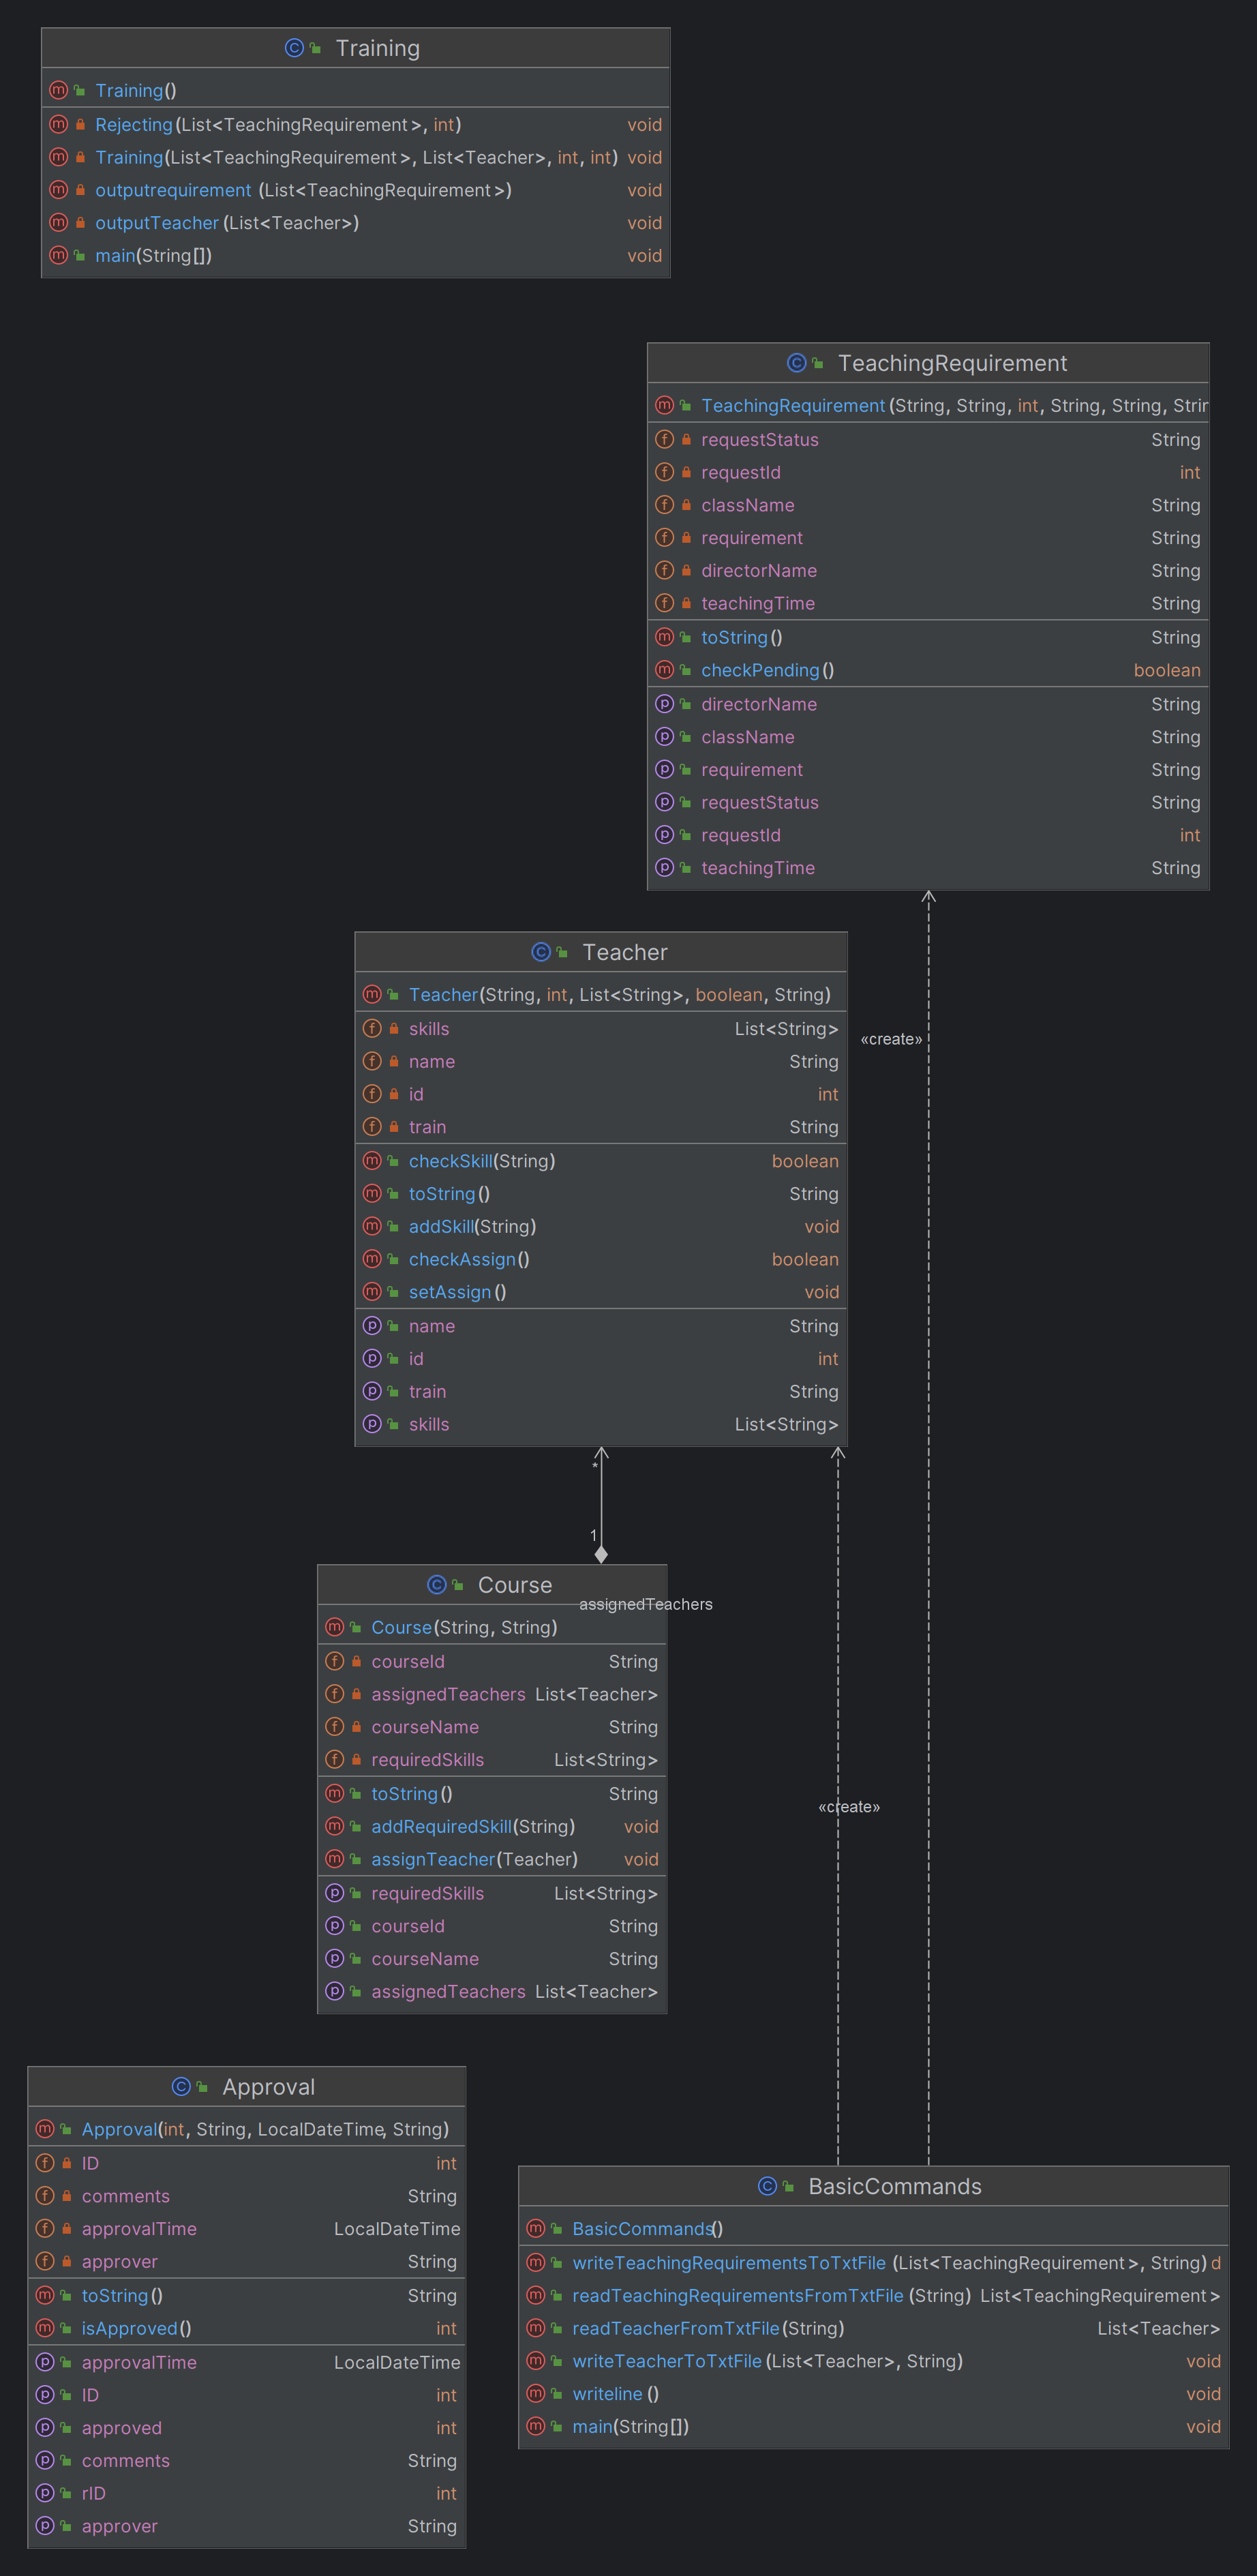 Training
Training()
Rejecting(List<TeachingRequirement>, int) void
Training(List<TeachingRequirement>, List<Teacher>, int, int) void
outputrequirement (List<TeachingRequirement>) void
outputTeacher(List<Teacher>) void
main(String[]) void
TeachingRequirement
TeachingRequirement(String, String, int, String, String, Strin
requestStatus String
requestId int
className String
requirement String
directorName String
teachingTime String
toString() String
checkPending() boolean
directorName String
className String
requirement String
requestStatus String
requestId int
teachingTime String
Teacher
Teacher(String, int, List<String>, boolean, String)
skills List<String>
name String
id int
train String
checkSkill(String) boolean
toString() String
addSkill(String) void
checkAssign() boolean
setAssign() void
name String
id int
train String
skills List<String>
«create»
*
1
Course
assignedTeachers
Course(String, String)
courseId String
assignedTeachers List<Teacher>
courseName String
requiredSkills List<String>
toString() String
addRequiredSkill(String) void
assignTeacher(Teacher) void
requiredSkills List<String>
courseId String
courseName String
assignedTeachers List<Teacher>
«create»
Approval
Approval(int, String, LocalDateTime, String)
ID int
comments String
approvalTime LocalDateTime
approver String
toString() String
isApproved() int
approvalTime LocalDateTime
ID int
approved int
comments String
rID int
approver String
BasicCommands
BasicCommands()
writeTeachingRequirementsToTxtFile (List<TeachingRequirement>, String) d
readTeachingRequirementsFromTxtFile (String) List<TeachingRequirement>
readTeacherFromTxtFile(String) List<Teacher>
writeTeacherToTxtFile(List<Teacher>, String) void
writeline () void
main(String[]) void